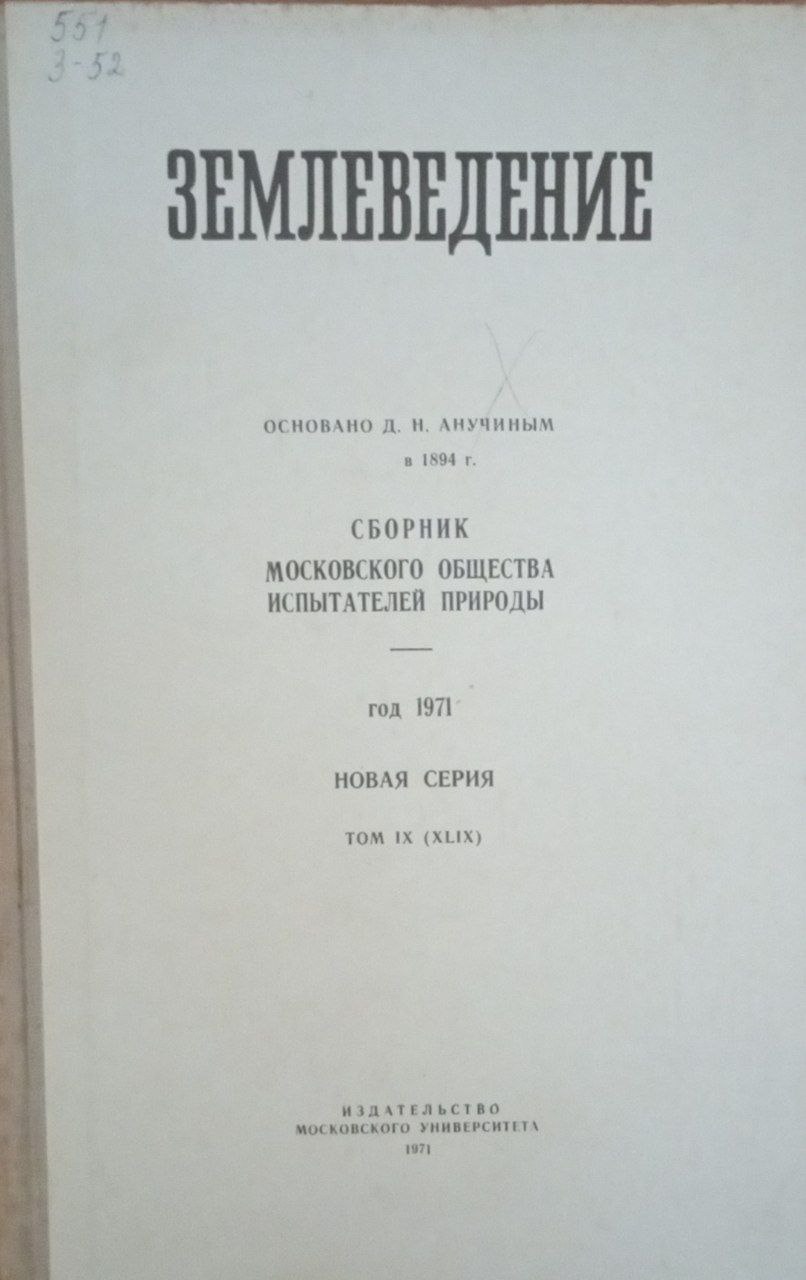 551
З-52
ЗЕМЛЕВЕДЕНИЕ
ОСНОВАНО Д. Н. АНУЧИНЫМ
в 1894 г.
СБОРНИК
МОСКОВСКОГО ОБЩЕСТВА
ИСПЫТАТЕЛЕЙ ПРИРОДЫ
год 1971
НОВАЯ СЕРИЯ
ТОМ IX (XLIX)
ИЗДАТЕЛЬСТВО
МОСКОВСКОГО УНИВЕРСИТЕТА
1971